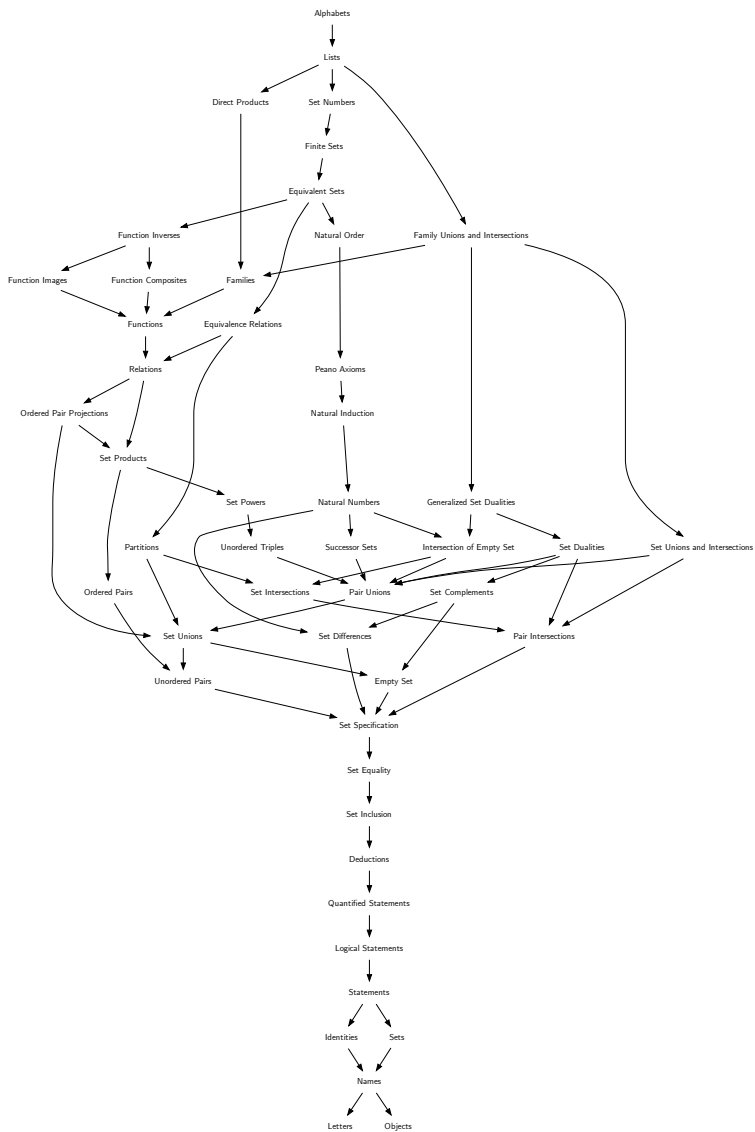 Alphabets
Lists
Direct Products
Set Numbers
Finite Sets
Equivalent Sets
Function Inverses
Natural Order
Family Unions and Intersections
Function Images
Function Composites
Families
Functions
Equivalence Relations
Relations
Peano Axioms
Ordered Pair Projections
Natural Induction
Set Products
Set Powers
Natural Numbers
Generalized Set Dualities
Partitions
Unordered Triples
Successor Sets
Intersection of Empty Set
Set Dualities
Set Unions and Intersections
Ordered Pairs
Set Intersections
Pair Unions
Set Complements
Set Unions
Set Differences
Pair Intersections
Unordered Pairs
Empty Set
Set Specification
Set Equality
Set Inclusion
Deductions
Quantified Statements
Logical Statements
Statements
Identities
Sets
Names
Letters
Objects